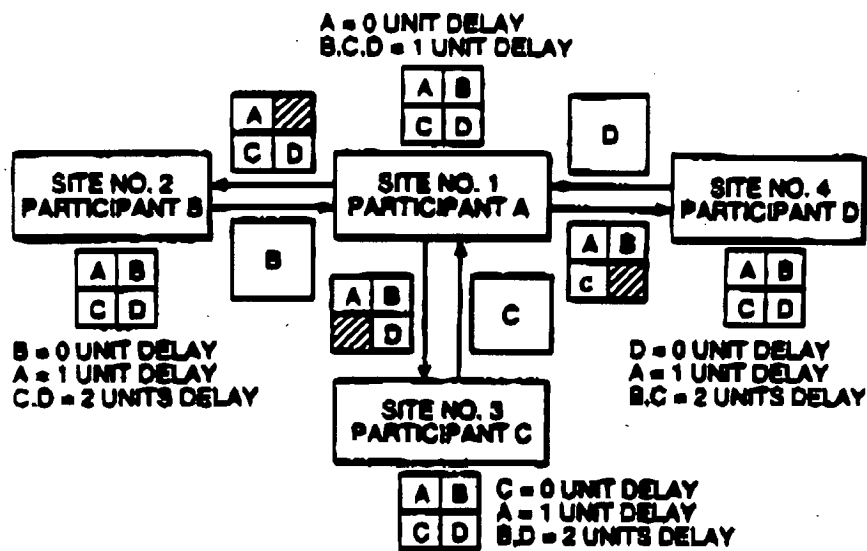 A = 0 UNIT DELAY
B,C,D = 1 UNIT DELAY
A
C D
A B
C D
D
SITE NO. 2
PARTICIPANT B
SITE NO. 1
PARTICIPANT A
SITE NO. 4
PARTICIPANT D
B
A B
C
A B
C D
A B
D
C
A B
C D
B = 0 UNIT DELAY
A = 1 UNIT DELAY
C,D = 2 UNITS DELAY
D = 0 UNIT DELAY
A = 1 UNIT DELAY
B,C = 2 UNITS DELAY
SITE NO. 3
PARTICIPANT C
A B
C D
C = 0 UNIT DELAY
A = 1 UNIT DELAY
B,D = 2 UNITS DELAY